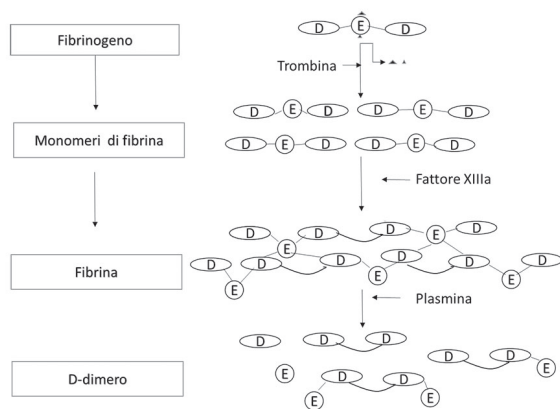 Fibrinogeno
D E D
Trombina
D E D D E D
Monomeri di fibrina
D E D D E D
Fattore XIIIa
D D D E D
E
Fibrina
D D D E D D E D
E
Plasmina
D D D
D D E
D-dimero
E D D
E E